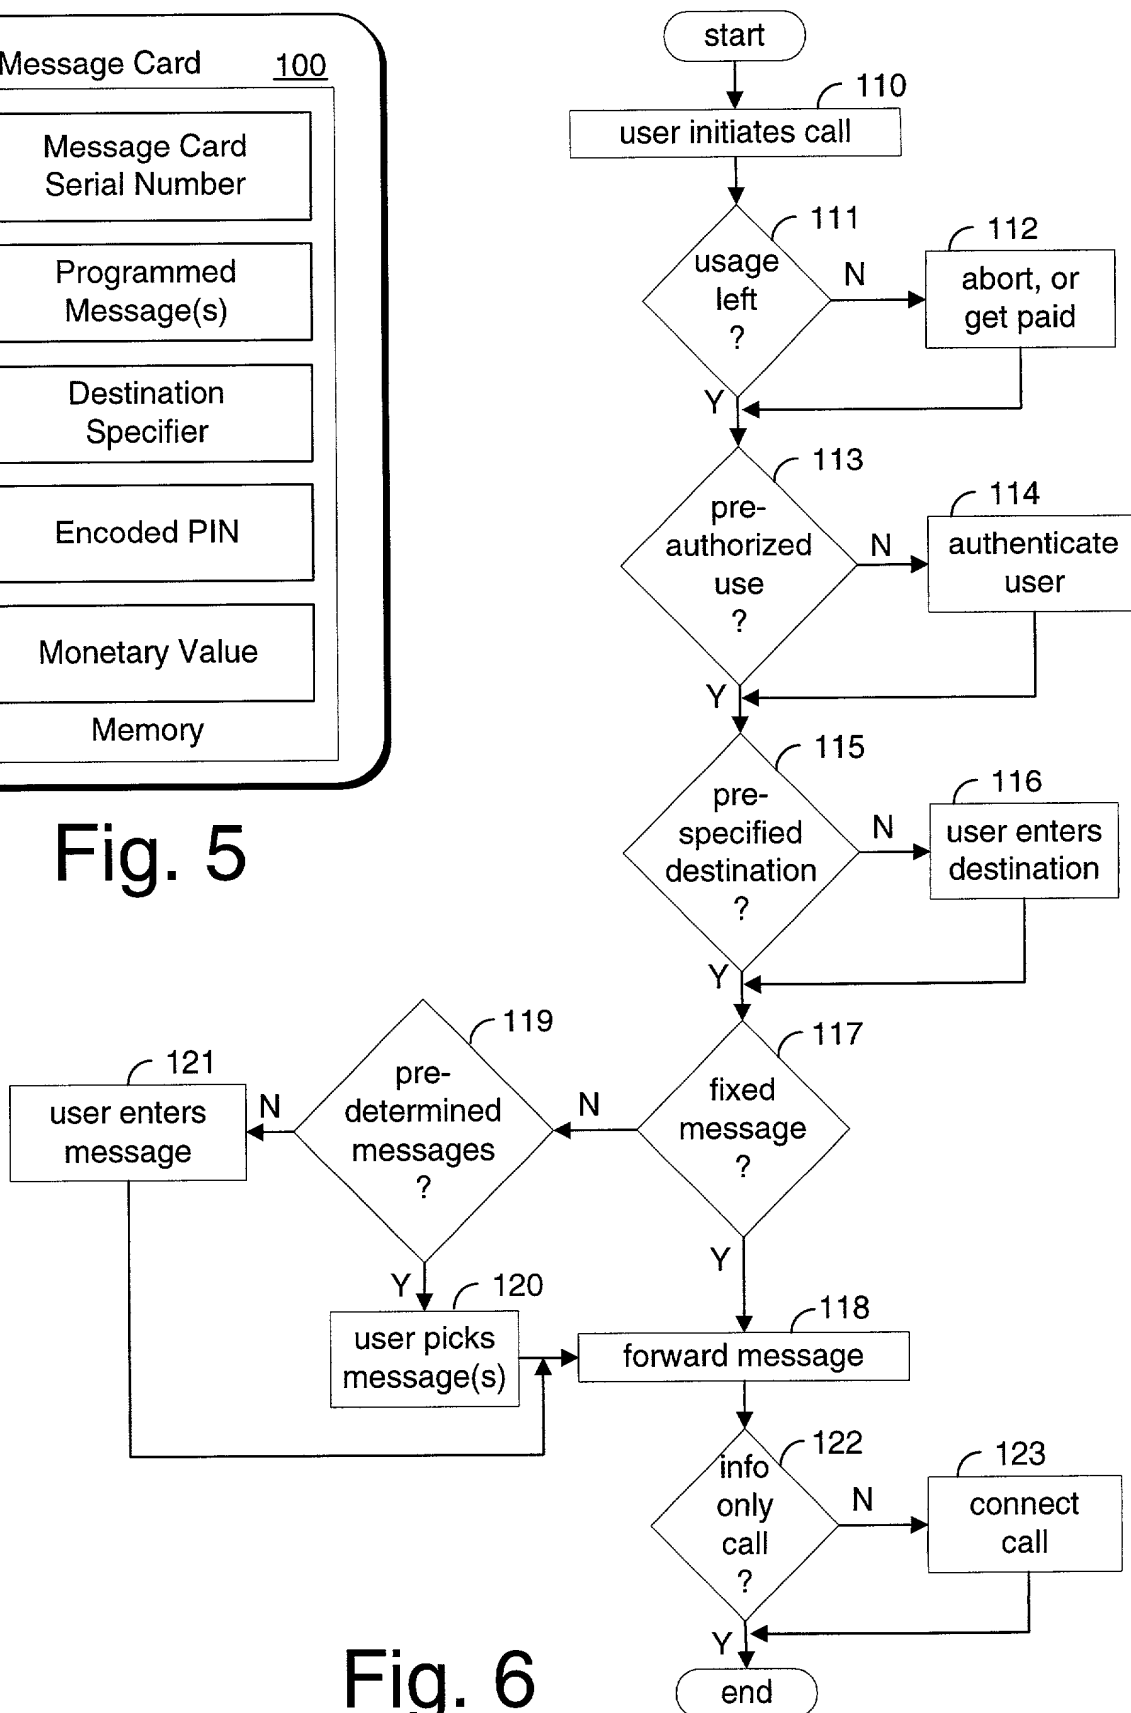 Message Card 100
Message Card
Serial Number
Programmed
Message(s)
Destination
Specifier
Encoded PIN
Monetary Value
Memory
Fig. 5
start
110
user initiates call
111
usage
left
?
N
Y
112
abort, or
get paid
113
pre-
authorized
use
?
N
Y
114
authenticate
user
115
pre-
specified
destination
?
N
Y
116
user enters
destination
117
fixed
message
?
N
Y
119
pre-
determined
messages
?
N
Y
121
user enters
message
120
user picks
message(s)
118
forward message
122
info
only
call
?
N
Y
123
connect
call
end
Fig. 6